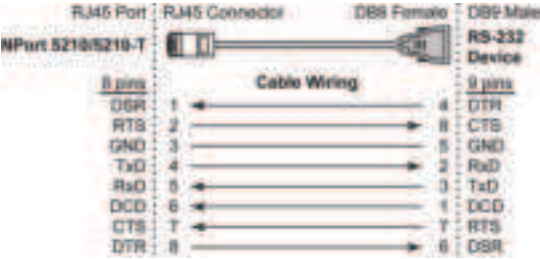 RJ45 Port RJ45 Connector DB9 Female DB9 Male
NPort 5210/5210-T RS-232 Device
8 pins Cable Wiring 9 pins
DSR 1 4 DTR
RTS 2 8 CTS
GND 3 5 GND
TxD 4 2 RxD
RxD 5 3 TxD
DCD 6 1 DCD
CTS 7 7 RTS
DTR 8 6 DSR